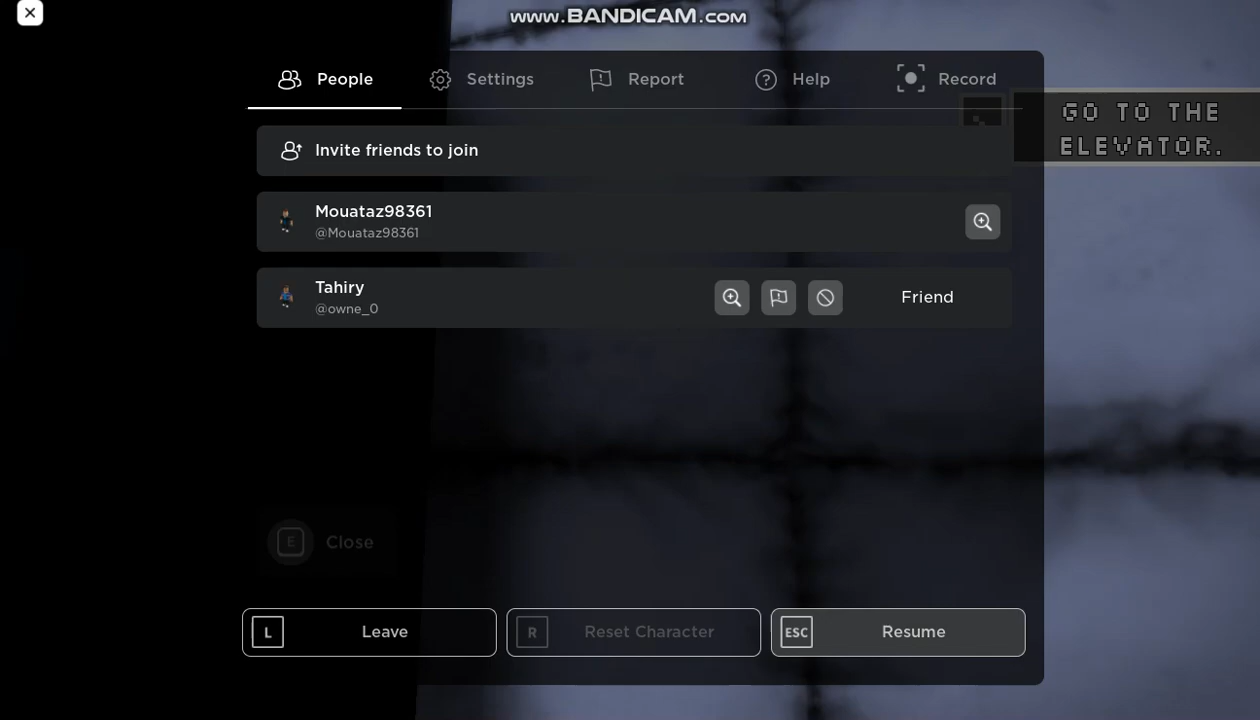 www.BANDICAM.com
People
Settings
Report
Help
Record
GO TO THE
ELEVATOR.
Invite friends to join
Mouataz98361
@Mouataz98361
Tahiry
@owne_0
Friend
E Close
L Leave
R Reset Character
ESC Resume